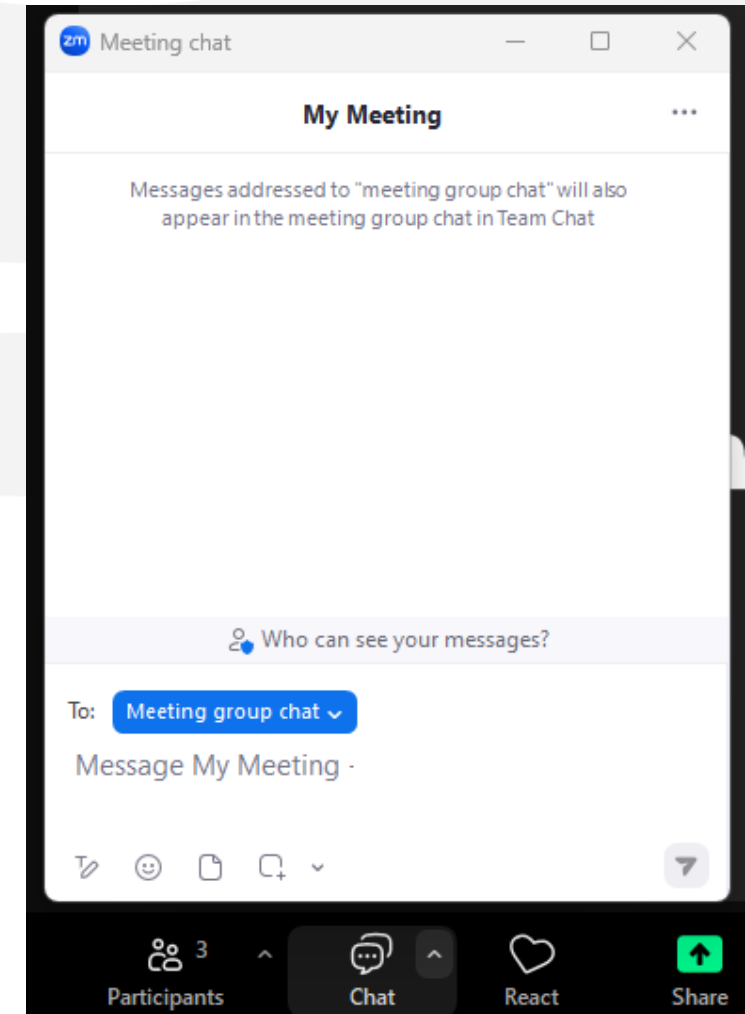 zm Meeting chat
My Meeting
Messages addressed to "meeting group chat" will also
appear in the meeting group chat in Team Chat
Who can see your messages?
To: Meeting group chat
Message My Meeting -
3
Participants Chat React Share